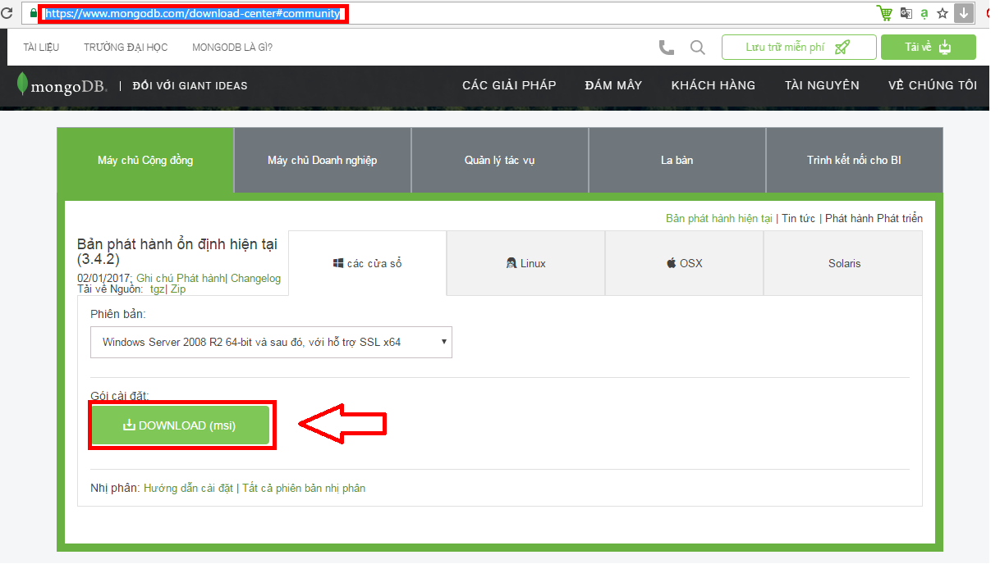 https://www.mongodb.com/download-center#community
TÀI LIỆU TRƯỜNG ĐẠI HỌC MONGODB LÀ GÌ? Lưu trữ miễn phí Tải về
mongoDB. | ĐỐI VỚI GIANT IDEAS CÁC GIẢI PHÁP ĐÁM MÂY KHÁCH HÀNG TÀI NGUYÊN VỀ CHÚNG TÔI
Máy chủ Cộng đồng Máy chủ Doanh nghiệp Quản lý tác vụ La bàn Trình kết nối cho BI
Bản phát hành hiện tại | Tin tức | Phát hành Phát triển
Bản phát hành ổn định hiện tại
(3.4.2)
02/01/2017; Ghi chú Phát hành| Changelog
Tải về Nguồn: tgz| Zip
các cửa sổ Linux OSX Solaris
Phiên bản:
Windows Server 2008 R2 64-bit và sau đó, với hỗ trợ SSL x64
Gói cài đặt:
DOWNLOAD (msi)
Nhị phân: Hướng dẫn cài đặt | Tất cả phiên bản nhị phân